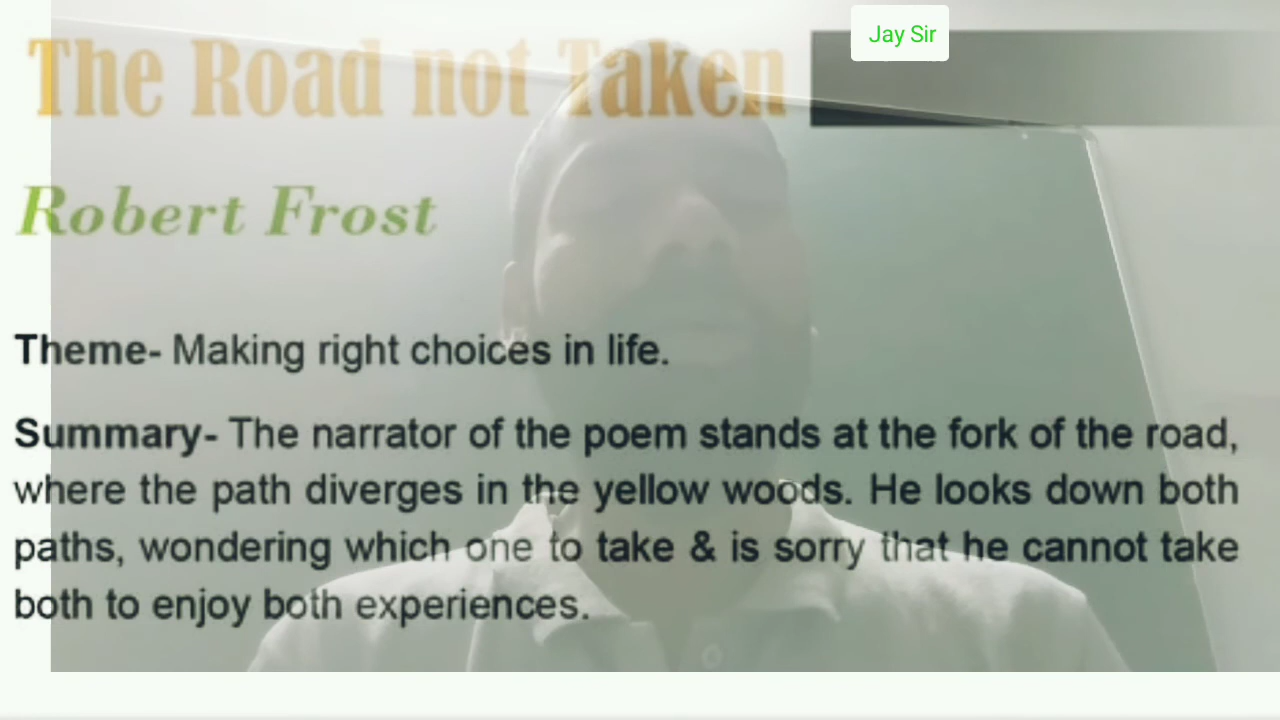 Jay Sir
The Road not Taken
Robert Frost
Theme- Making right choices in life.
Summary- The narrator of the poem stands at the fork of the road,
where the path diverges in the yellow woods. He looks down both
paths, wondering which one to take & is sorry that he cannot take
both to enjoy both experiences.